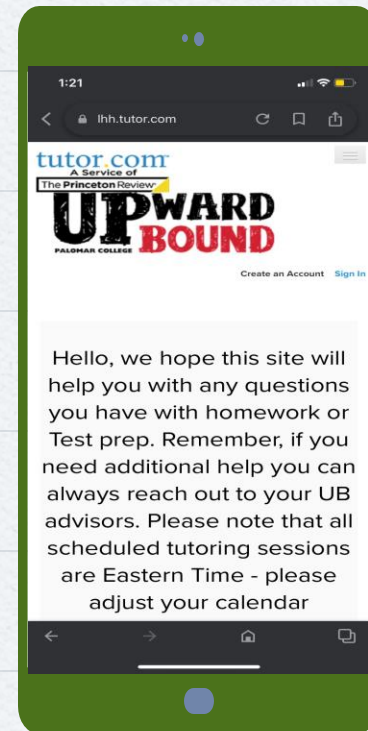 1:21
lhh.tutor.com
tutor.com
A Service of
The Princeton Review
UPWARD
BOUND
PALOMAR COLLEGE
Create an Account Sign In
Hello, we hope this site will
help you with any questions
you have with homework or
Test prep. Remember, if you
need additional help you can
always reach out to your UB
advisors. Please note that all
scheduled tutoring sessions
are Eastern Time - please
adjust your calendar